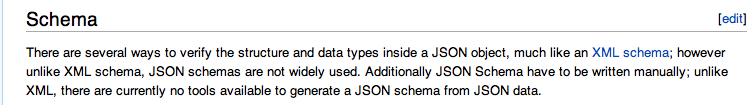 Schema [edit]
There are several ways to verify the structure and data types inside a JSON object, much like an XML schema; however
unlike XML schema, JSON schemas are not widely used. Additionally JSON Schema have to be written manually; unlike
XML, there are currently no tools available to generate a JSON schema from JSON data.